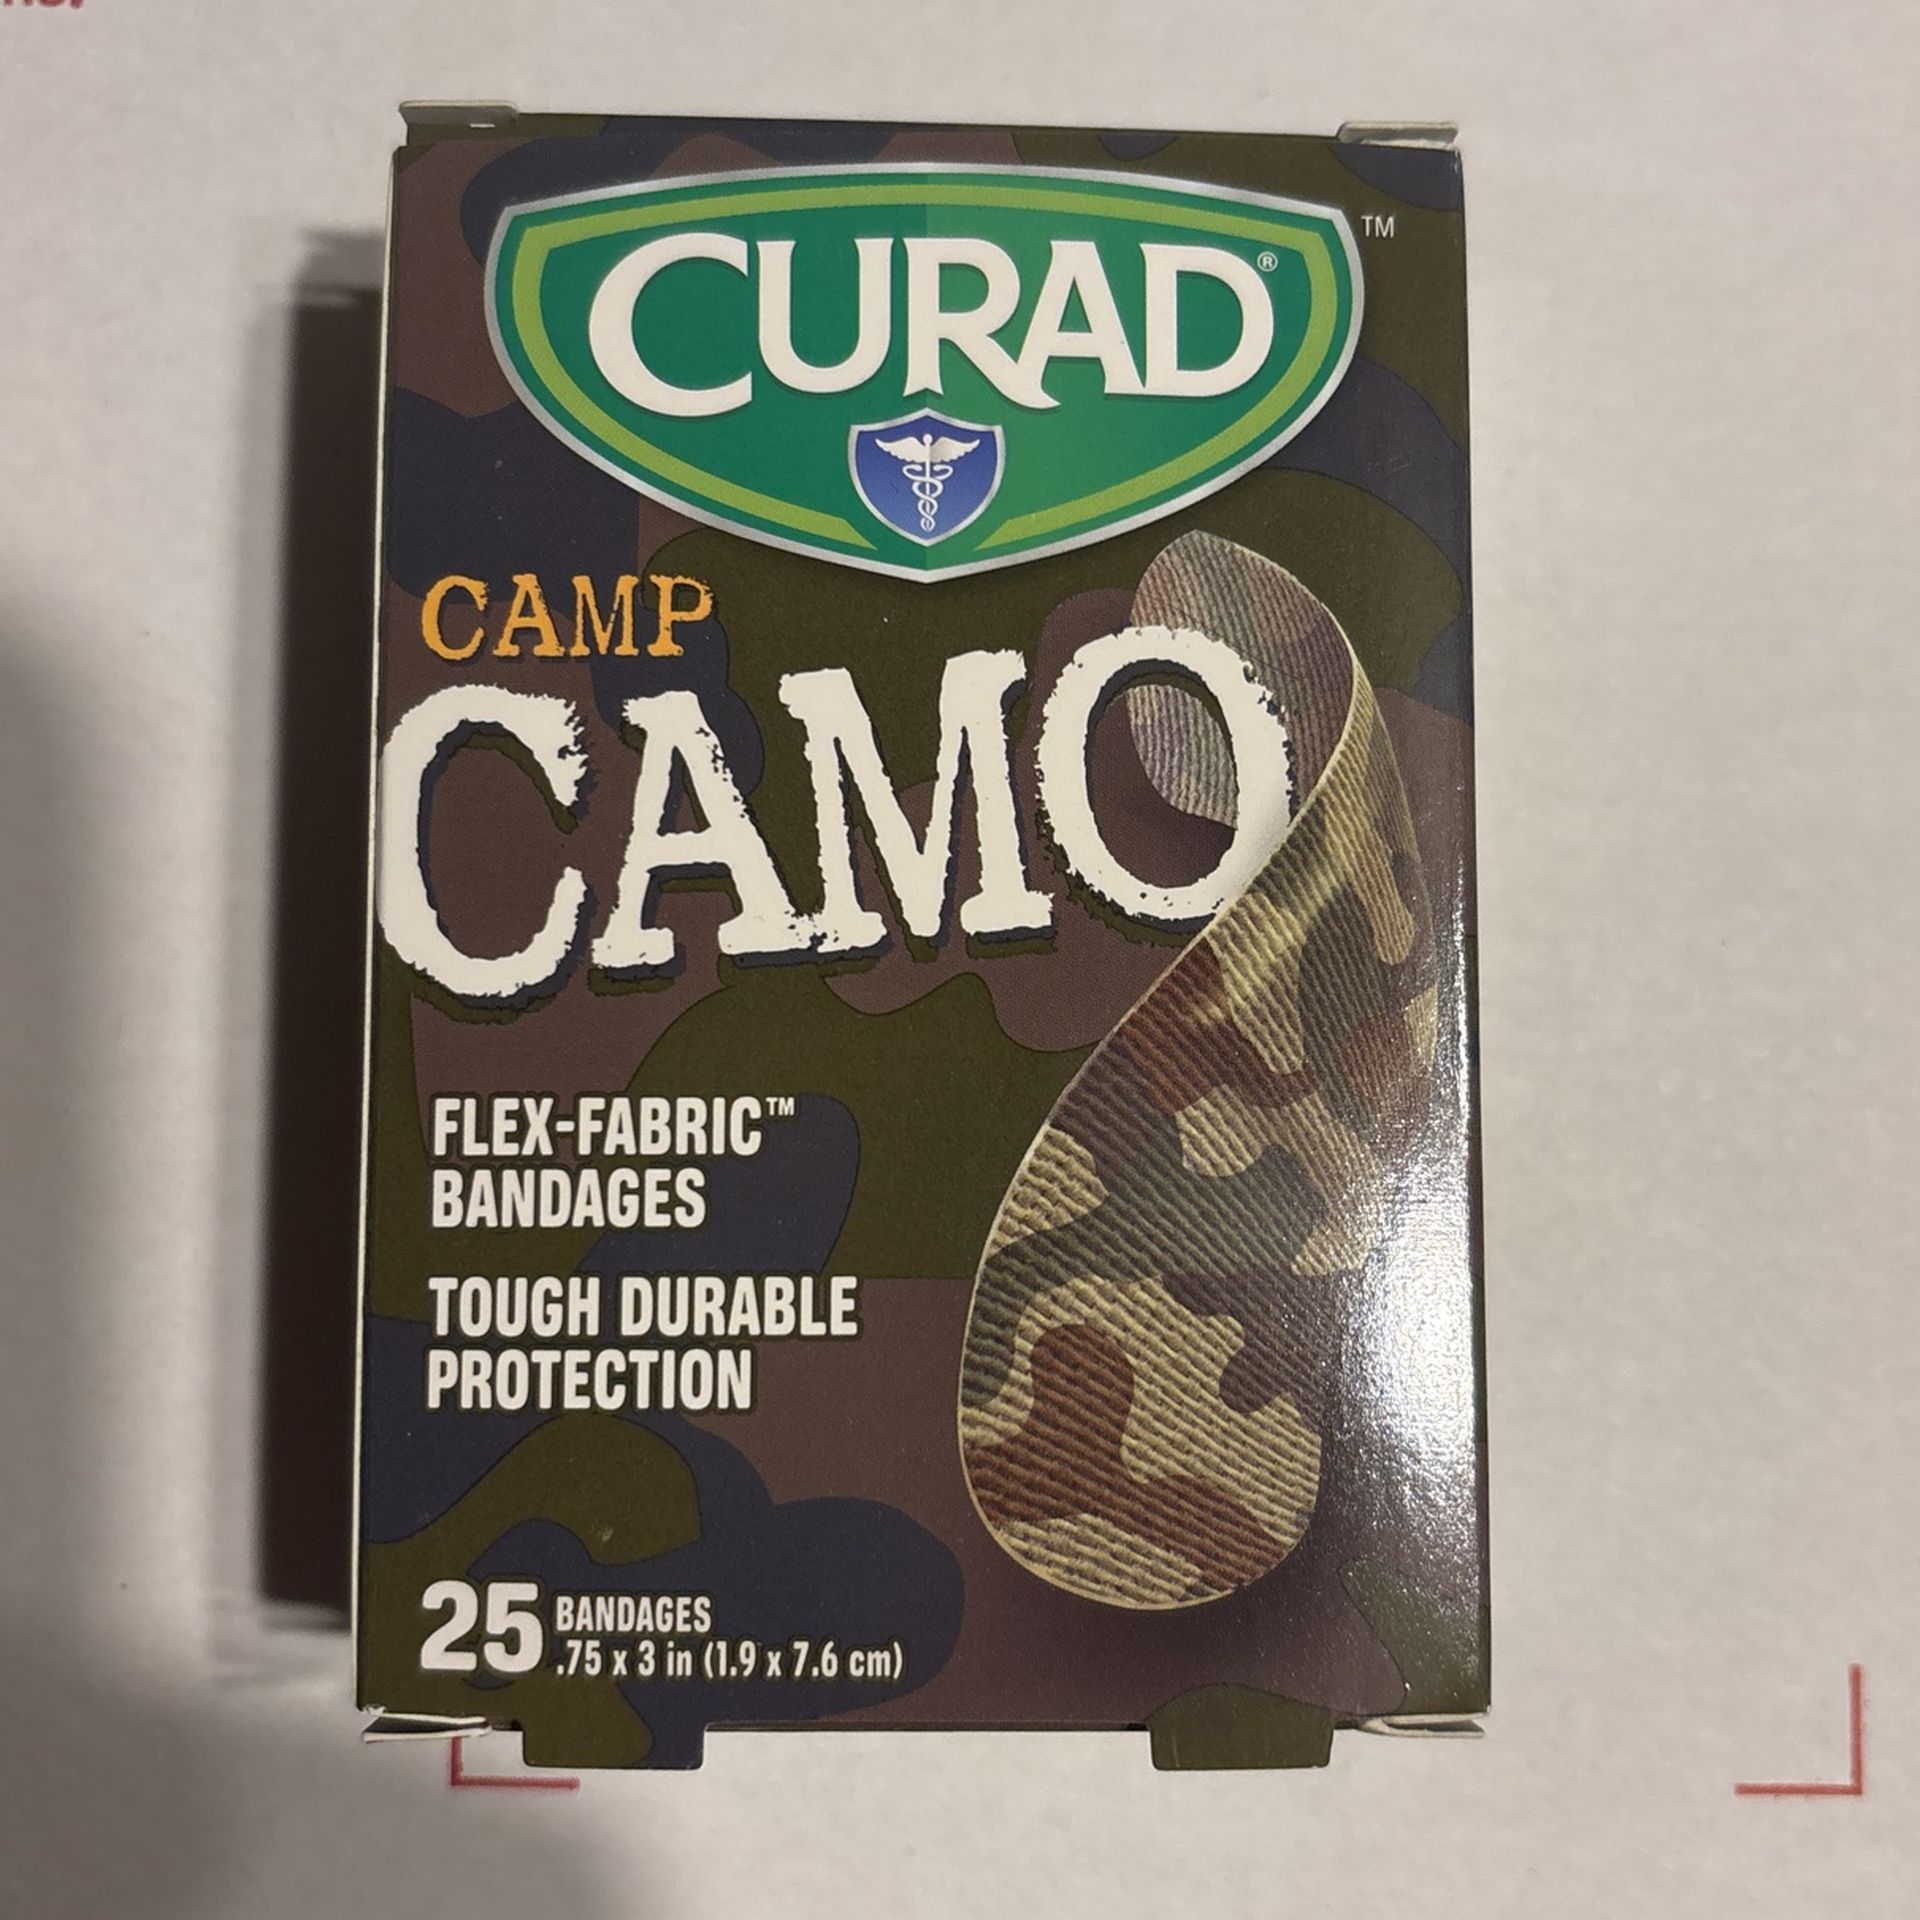 CURAD® ™
CAMP
CAMO
FLEX-FABRIC™
BANDAGES
TOUGH DURABLE
PROTECTION
25 BANDAGES
.75 x 3 in (1.9 x 7.6 cm)